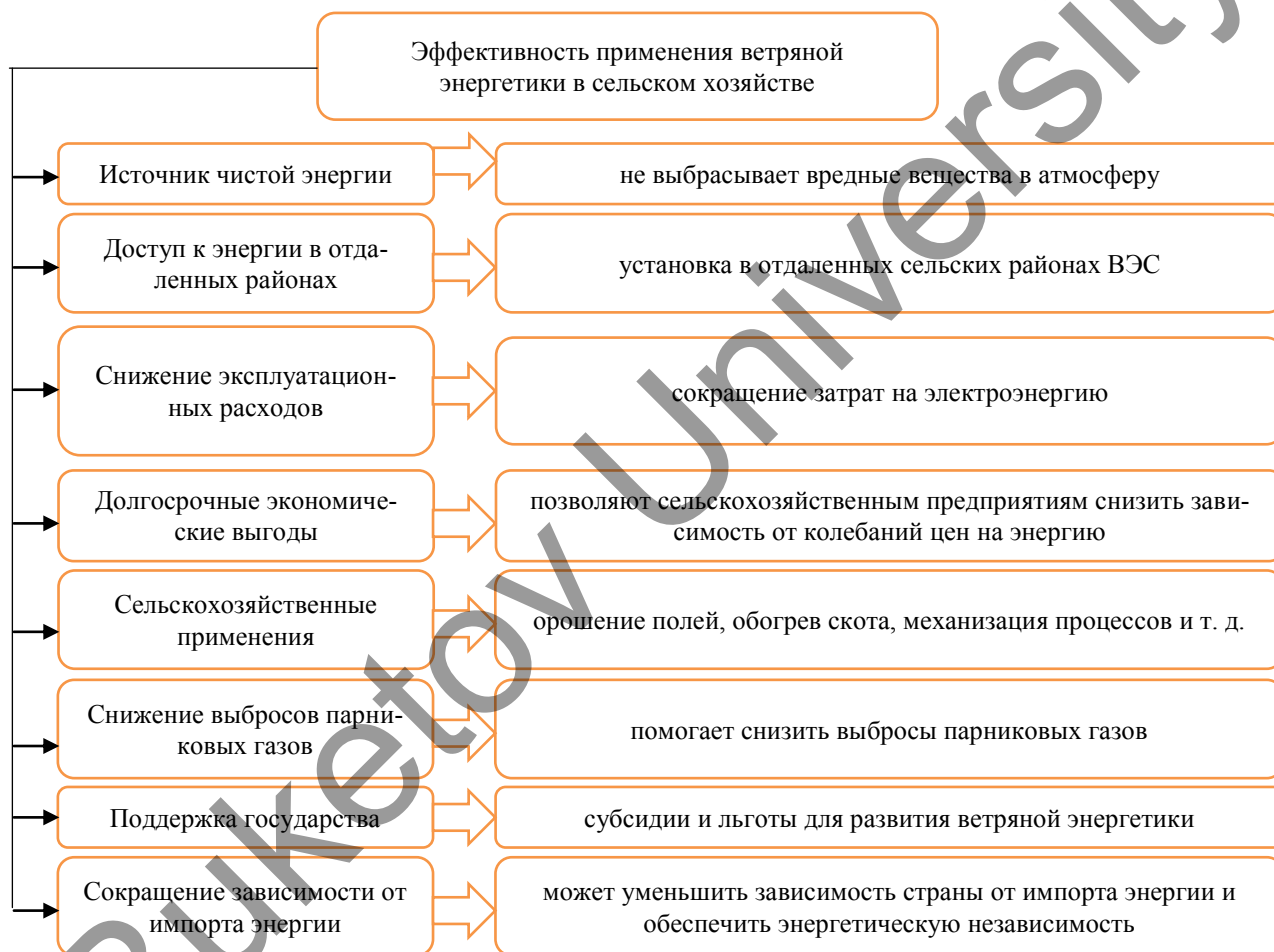 Эффективность применения ветряной
энергетики в сельском хозяйстве
Источник чистой энергии
не выбрасывает вредные вещества в атмосферу
Доступ к энергии в отда-
ленных районах
установка в отдаленных сельских районах ВЭС
Снижение эксплуатацион-
ных расходов
сокращение затрат на электроэнергию
Долгосрочные экономиче-
ские выгоды
позволяют сельскохозяйственным предприятиям снизить зави-
симость от колебаний цен на энергию
Сельскохозяйственные
применения
орошение полей, обогрев скота, механизация процессов и т. д.
Снижение выбросов парни-
ковых газов
помогает снизить выбросы парниковых газов
Поддержка государства
субсидии и льготы для развития ветряной энергетики
Сокращение зависимости от
импорта энергии
может уменьшить зависимость страны от импорта энергии и
обеспечить энергетическую независимость
Buketov University